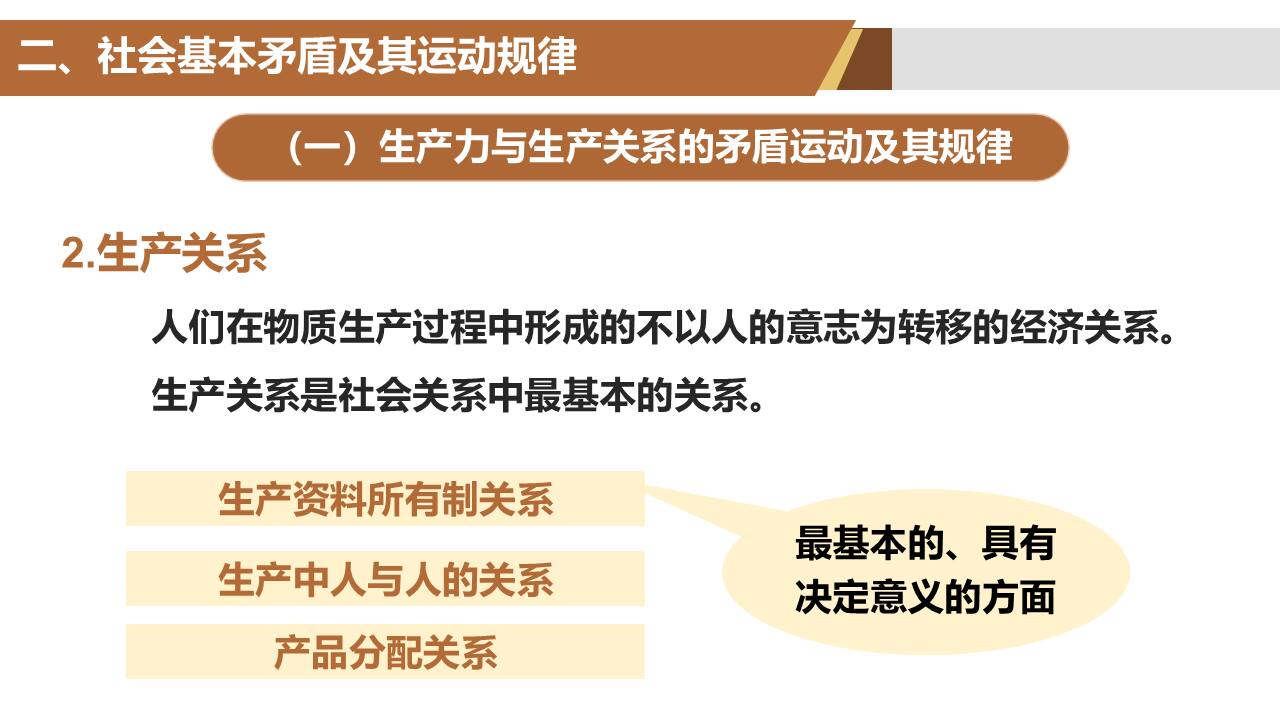 二、社会基本矛盾及其运动规律
（一）生产力与生产关系的矛盾运动及其规律
2.生产关系
人们在物质生产过程中形成的不以人的意志为转移的经济关系。
生产关系是社会关系中最基本的关系。
生产资料所有制关系
生产中人与人的关系
产品分配关系
最基本的、具有
决定意义的方面